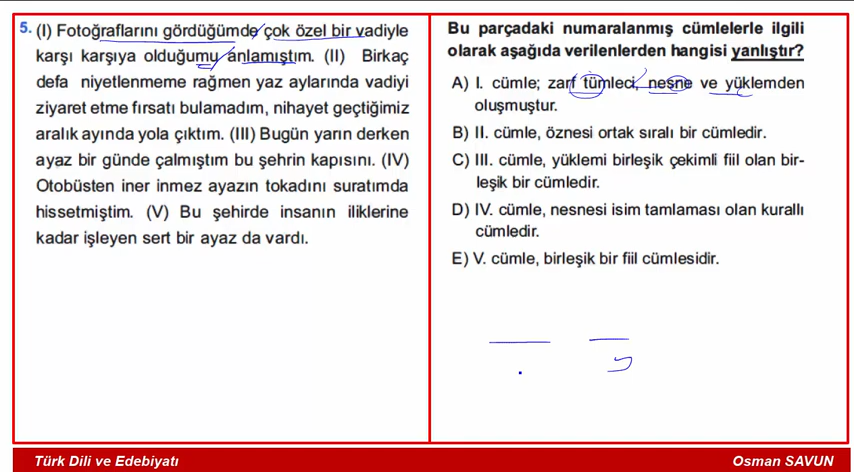 5. (I) Fotoğraflarını gördüğümde çok özel bir vadiyle
karşı karşıya olduğumu anlamıştım. (II) Birkaç
defa niyetlenmeme rağmen yaz aylarında vadiyi
ziyaret etme fırsatı bulamadım, nihayet geçtiğimiz
aralık ayında yola çıktım. (III) Bugün yarın derken
ayaz bir günde çalmıştım bu şehrin kapısını. (IV)
Otobüsten iner inmez ayazın tokadını suratımda
hissetmiştim. (V) Bu şehirde insanın iliklerine
kadar işleyen sert bir ayaz da vardı.
Bu parçadaki numaralanmış cümlelerle ilgili
olarak aşağıda verilenlerden hangisi yanlıştır?
A) I. cümle; zarf tümleci, nesne ve yüklemden
oluşmuştur.
B) II. cümle, öznesi ortak sıralı bir cümledir.
C) III. cümle, yüklemi birleşik çekimli fiil olan bir-
leşik bir cümledir.
D) IV. cümle, nesnesi isim tamlaması olan kurallı
cümledir.
E) V. cümle, birleşik bir fiil cümlesidir.
Türk Dili ve Edebiyatı
Osman SAVUN